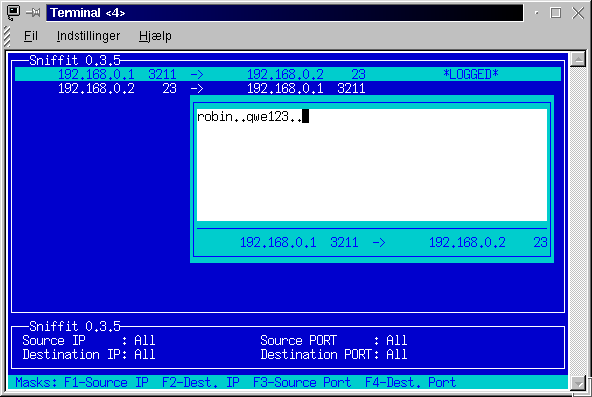 Terminal <4>
Fil Indstillinger Hjælp
Sniffit 0.3.5
192.168.0.1 3211 -> 192.168.0.2 23 *LOGGED*
192.168.0.2 23 -> 192.168.0.1 3211
robin..qwe123..
192.168.0.1 3211 -> 192.168.0.2 23
Sniffit 0.3.5
Source IP : All Source PORT : All
Destination IP: All Destination PORT: All
Masks: F1-Source IP F2-Dest. IP F3-Source Port F4-Dest. Port